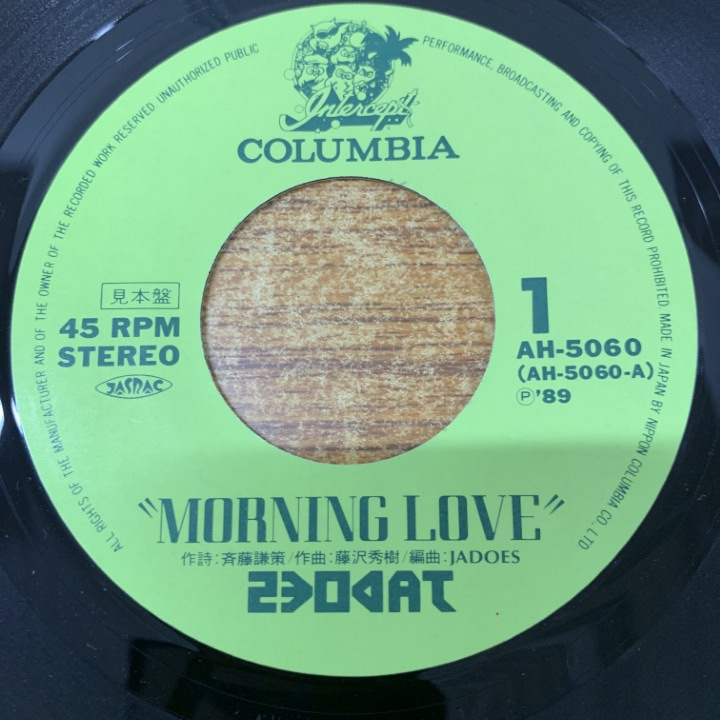 Intercept
COLUMBIA
ALL RIGHTS OF THE MANUFACTURER AND OF THE OWNER OF THE RECORDED WORK RESERVED. UNAUTHORIZED PUBLIC PERFORMANCE, BROADCASTING AND COPYING OF THIS RECORD PROHIBITED. MADE IN JAPAN BY NIPPON COLUMBIA CO., LTD
見本盤
45 RPM
STEREO
JASRAC
1
AH-5060
(AH-5060-A)
Ⓟ'89
"MORNING LOVE"
作詩:斉藤謙策/作曲:藤沢秀樹/編曲:JADOES